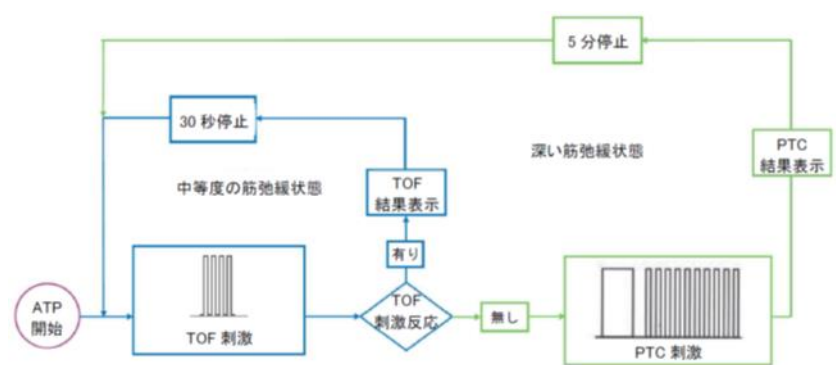 5 分停止
30 秒停止
深い筋弛緩状態
PTC
結果表示
中等度の筋弛緩状態
TOF
結果表示
有り
ATP
開始
TOF 刺激
TOF
刺激反応
無し
PTC 刺激